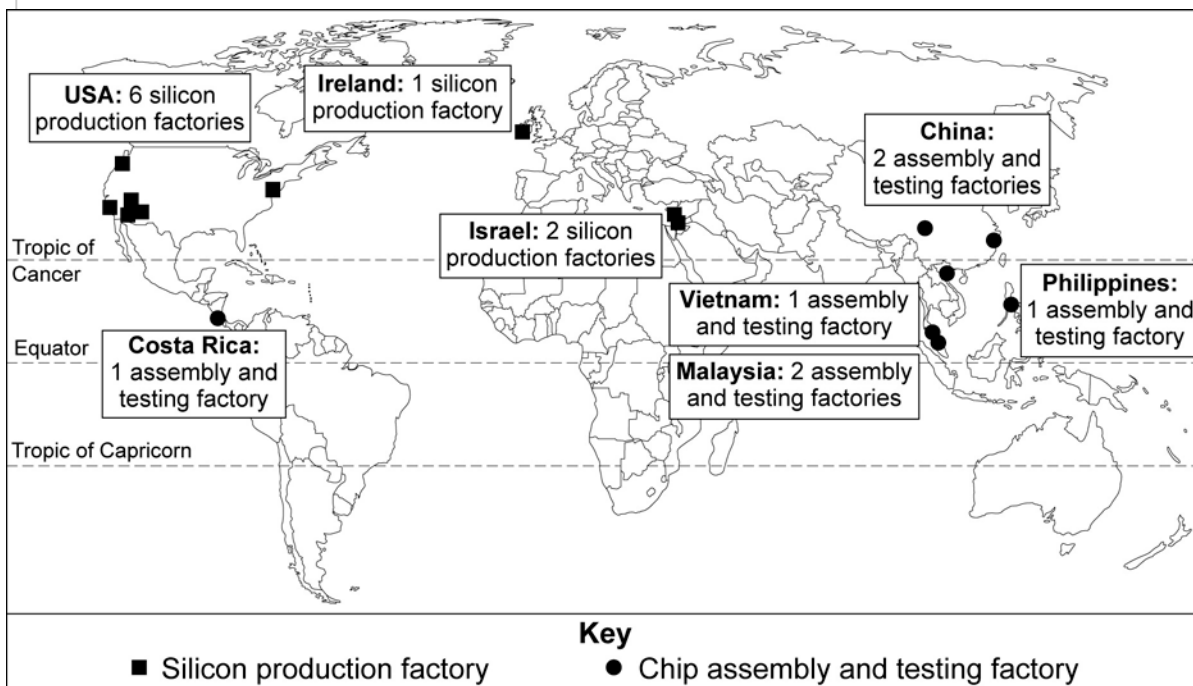 USA: 6 silicon
production factories
Ireland: 1 silicon
production factory
China:
2 assembly and
testing factories
Israel: 2 silicon
production factories
Tropic of
Cancer
Vietnam: 1 assembly
and testing factory
Philippines:
1 assembly and
testing factory
Equator
Costa Rica:
1 assembly and
testing factory
Malaysia: 2 assembly
and testing factories
Tropic of Capricorn
Key
Silicon production factory
Chip assembly and testing factory